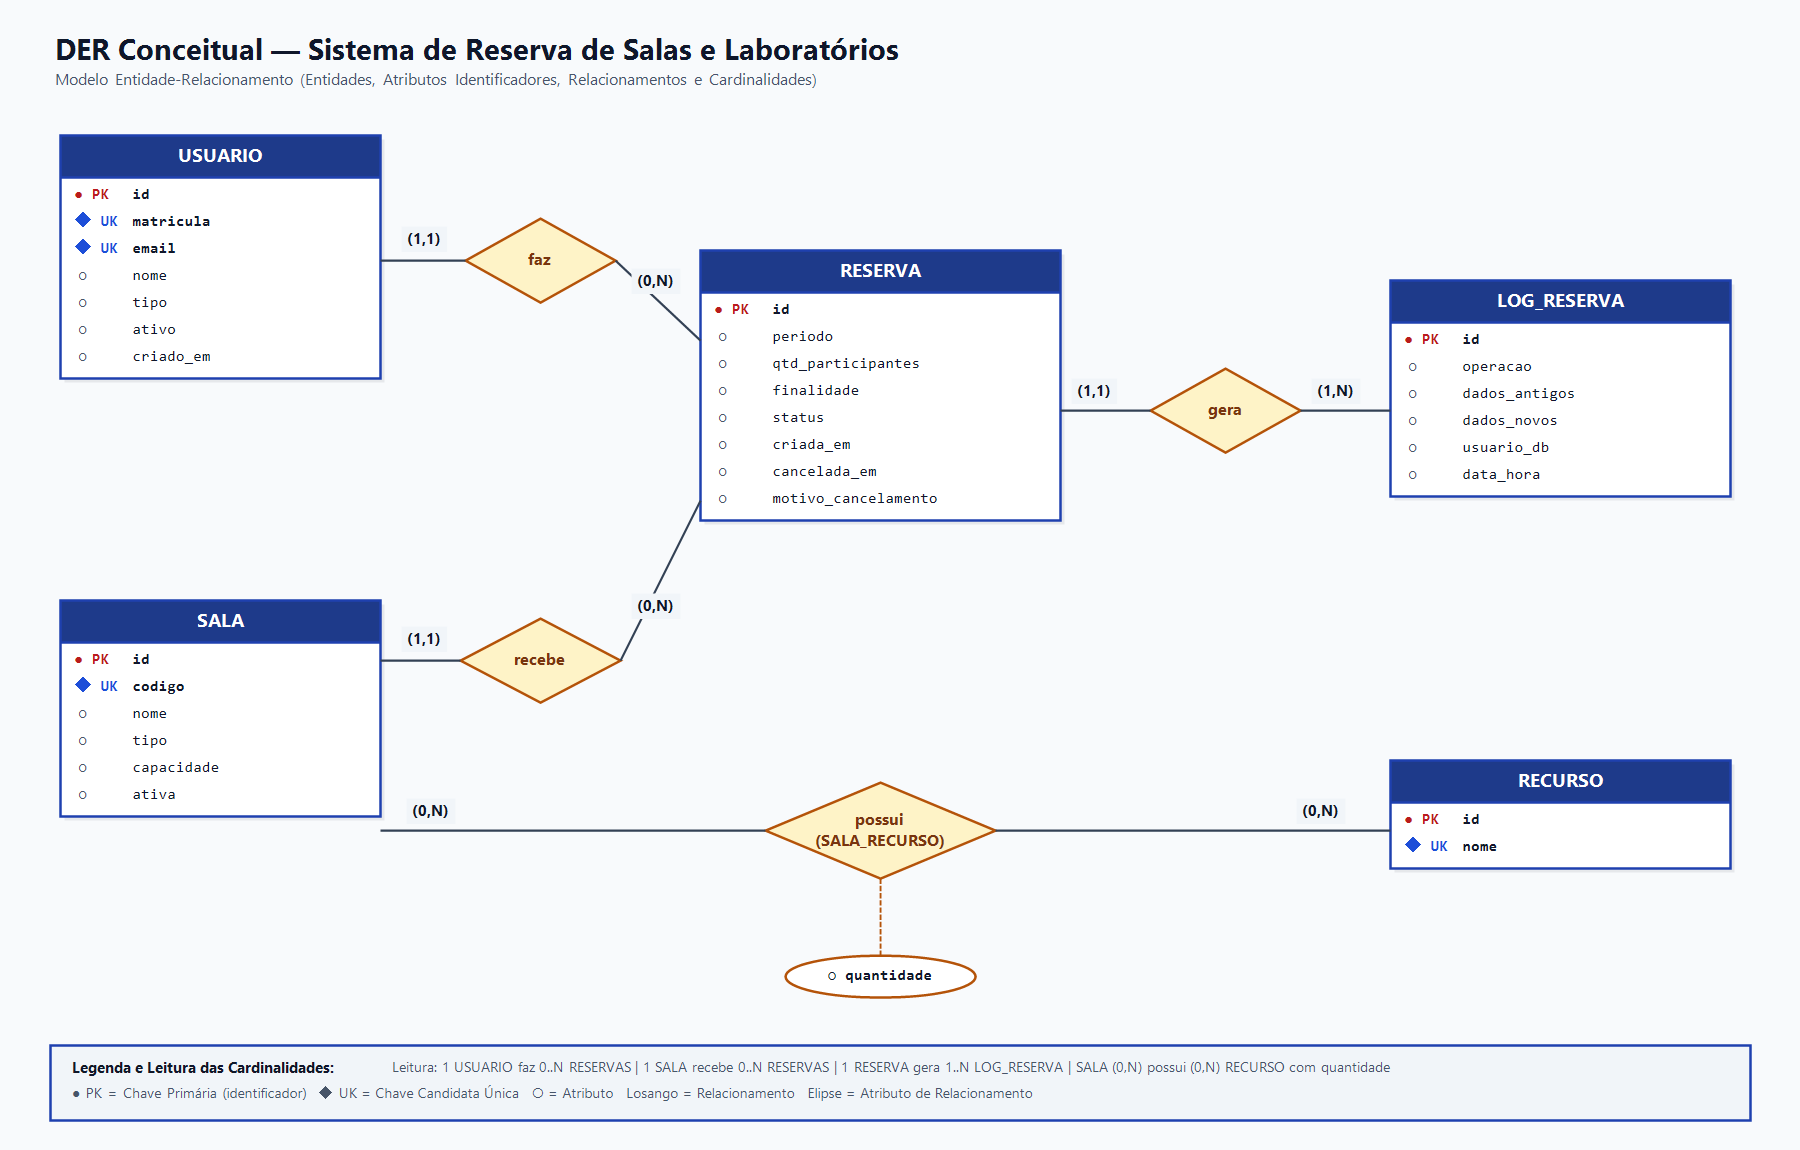 DER Conceitual — Sistema de Reserva de Salas e Laboratórios
Modelo Entidade-Relacionamento (Entidades, Atributos Identificadores, Relacionamentos e Cardinalidades)
USUARIO
● PK id
◆ UK matricula
◆ UK email
○ nome
○ tipo
○ ativo
○ criado_em
(1,1)
faz
(0,N)
RESERVA
● PK id
○ periodo
○ qtd_participantes
○ finalidade
○ status
○ criada_em
○ cancelada_em
○ motivo_cancelamento
(1,1)
gera
(1,N)
LOG_RESERVA
● PK id
○ operacao
○ dados_antigos
○ dados_novos
○ usuario_db
○ data_hora
SALA
● PK id
◆ UK codigo
○ nome
○ tipo
○ capacidade
○ ativa
(1,1)
recebe
(0,N)
(0,N)
possui
(SALA_RECURSO)
(0,N)
RECURSO
● PK id
◆ UK nome
○ quantidade
Legenda e Leitura das Cardinalidades: Leitura: 1 USUARIO faz 0..N RESERVAS | 1 SALA recebe 0..N RESERVAS | 1 RESERVA gera 1..N LOG_RESERVA | SALA (0,N) possui (0,N) RECURSO com quantidade
● PK = Chave Primária (identificador) ◆ UK = Chave Candidata Única ○ = Atributo Losango = Relacionamento Elipse = Atributo de Relacionamento